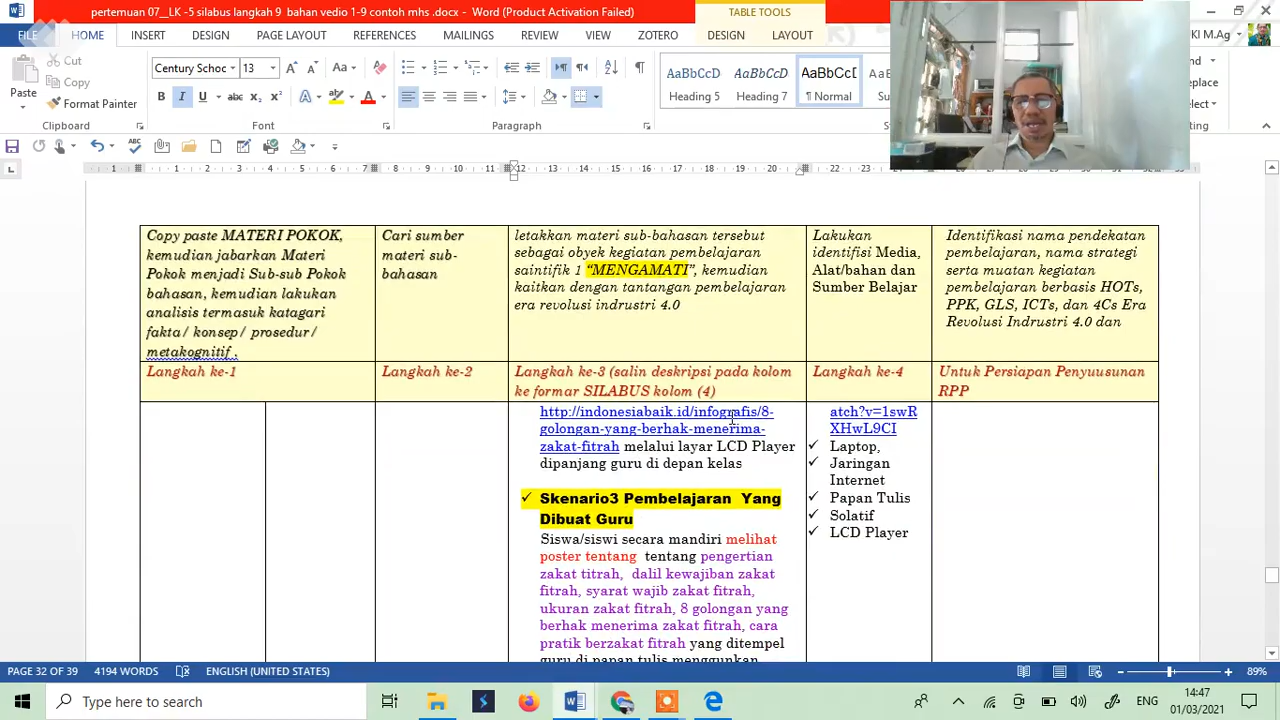 pertemuan 07__LK -5 silabus langkah 9 bahan vedio 1-9 contoh mhs .docx - Word (Product Activation Failed)
TABLE TOOLS
FILE HOME INSERT DESIGN PAGE LAYOUT REFERENCES MAILINGS REVIEW VIEW ZOTERO DESIGN LAYOUT
KI M.Ag
Paste
Cut
Copy
Format Painter
Century Schoc 13
AaBbCcD AaBbCcD AaBbCcD
Heading 5 Heading 7 ¶ Normal
Clipboard Font Paragraph
Copy paste MATERI POKOK,
kemudian jabarkan Materi
Pokok menjadi Sub-sub Pokok
bahasan, kemudian lakukan
analisis termasuk katagari
fakta/ konsep/ prosedur/
metakognitif .
Cari sumber
materi sub-
bahasan
letakkan materi sub-bahasan tersebut
sebagai obyek kegiatan pembelajaran
saintifik 1 “MENGAMATI”, kemudian
kaitkan dengan tantangan pembelajaran
era revolusi indrustri 4.0
Lakukan
identifisi Media,
Alat/bahan dan
Sumber Belajar
Identifikasi nama pendekatan
pembelajaran, nama strategi
serta muatan kegiatan
pembelajaran berbasis HOTs,
PPK, GLS, ICTs, dan 4Cs Era
Revolusi Indrustri 4.0 dan
Langkah ke-1
Langkah ke-2
Langkah ke-3 (salin deskripsi pada kolom
ke formar SILABUS kolom (4)
Langkah ke-4
Untuk Persiapan Penyuusunan
RPP
http://indonesiabaik.id/infografis/8-
golongan-yang-berhak-menerima-
zakat-fitrah melalui layar LCD Player
dipanjang guru di depan kelas
✓ Skenario3 Pembelajaran Yang
Dibuat Guru
Siswa/siswi secara mandiri melihat
poster tentang tentang pengertian
zakat titrah, dalil kewajiban zakat
fitrah, syarat wajib zakat fitrah,
ukuran zakat fitrah, 8 golongan yang
berhak menerima zakat fitrah, cara
pratik berzakat fitrah yang ditempel
guru di papan tulis menggunkan
atch?v=1swR
XHwL9CI
✓ Laptop,
✓ Jaringan
Internet
✓ Papan Tulis
✓ Solatif
✓ LCD Player
PAGE 32 OF 39 4194 WORDS ENGLISH (UNITED STATES) 89%
Type here to search
ENG
14:47
01/03/2021